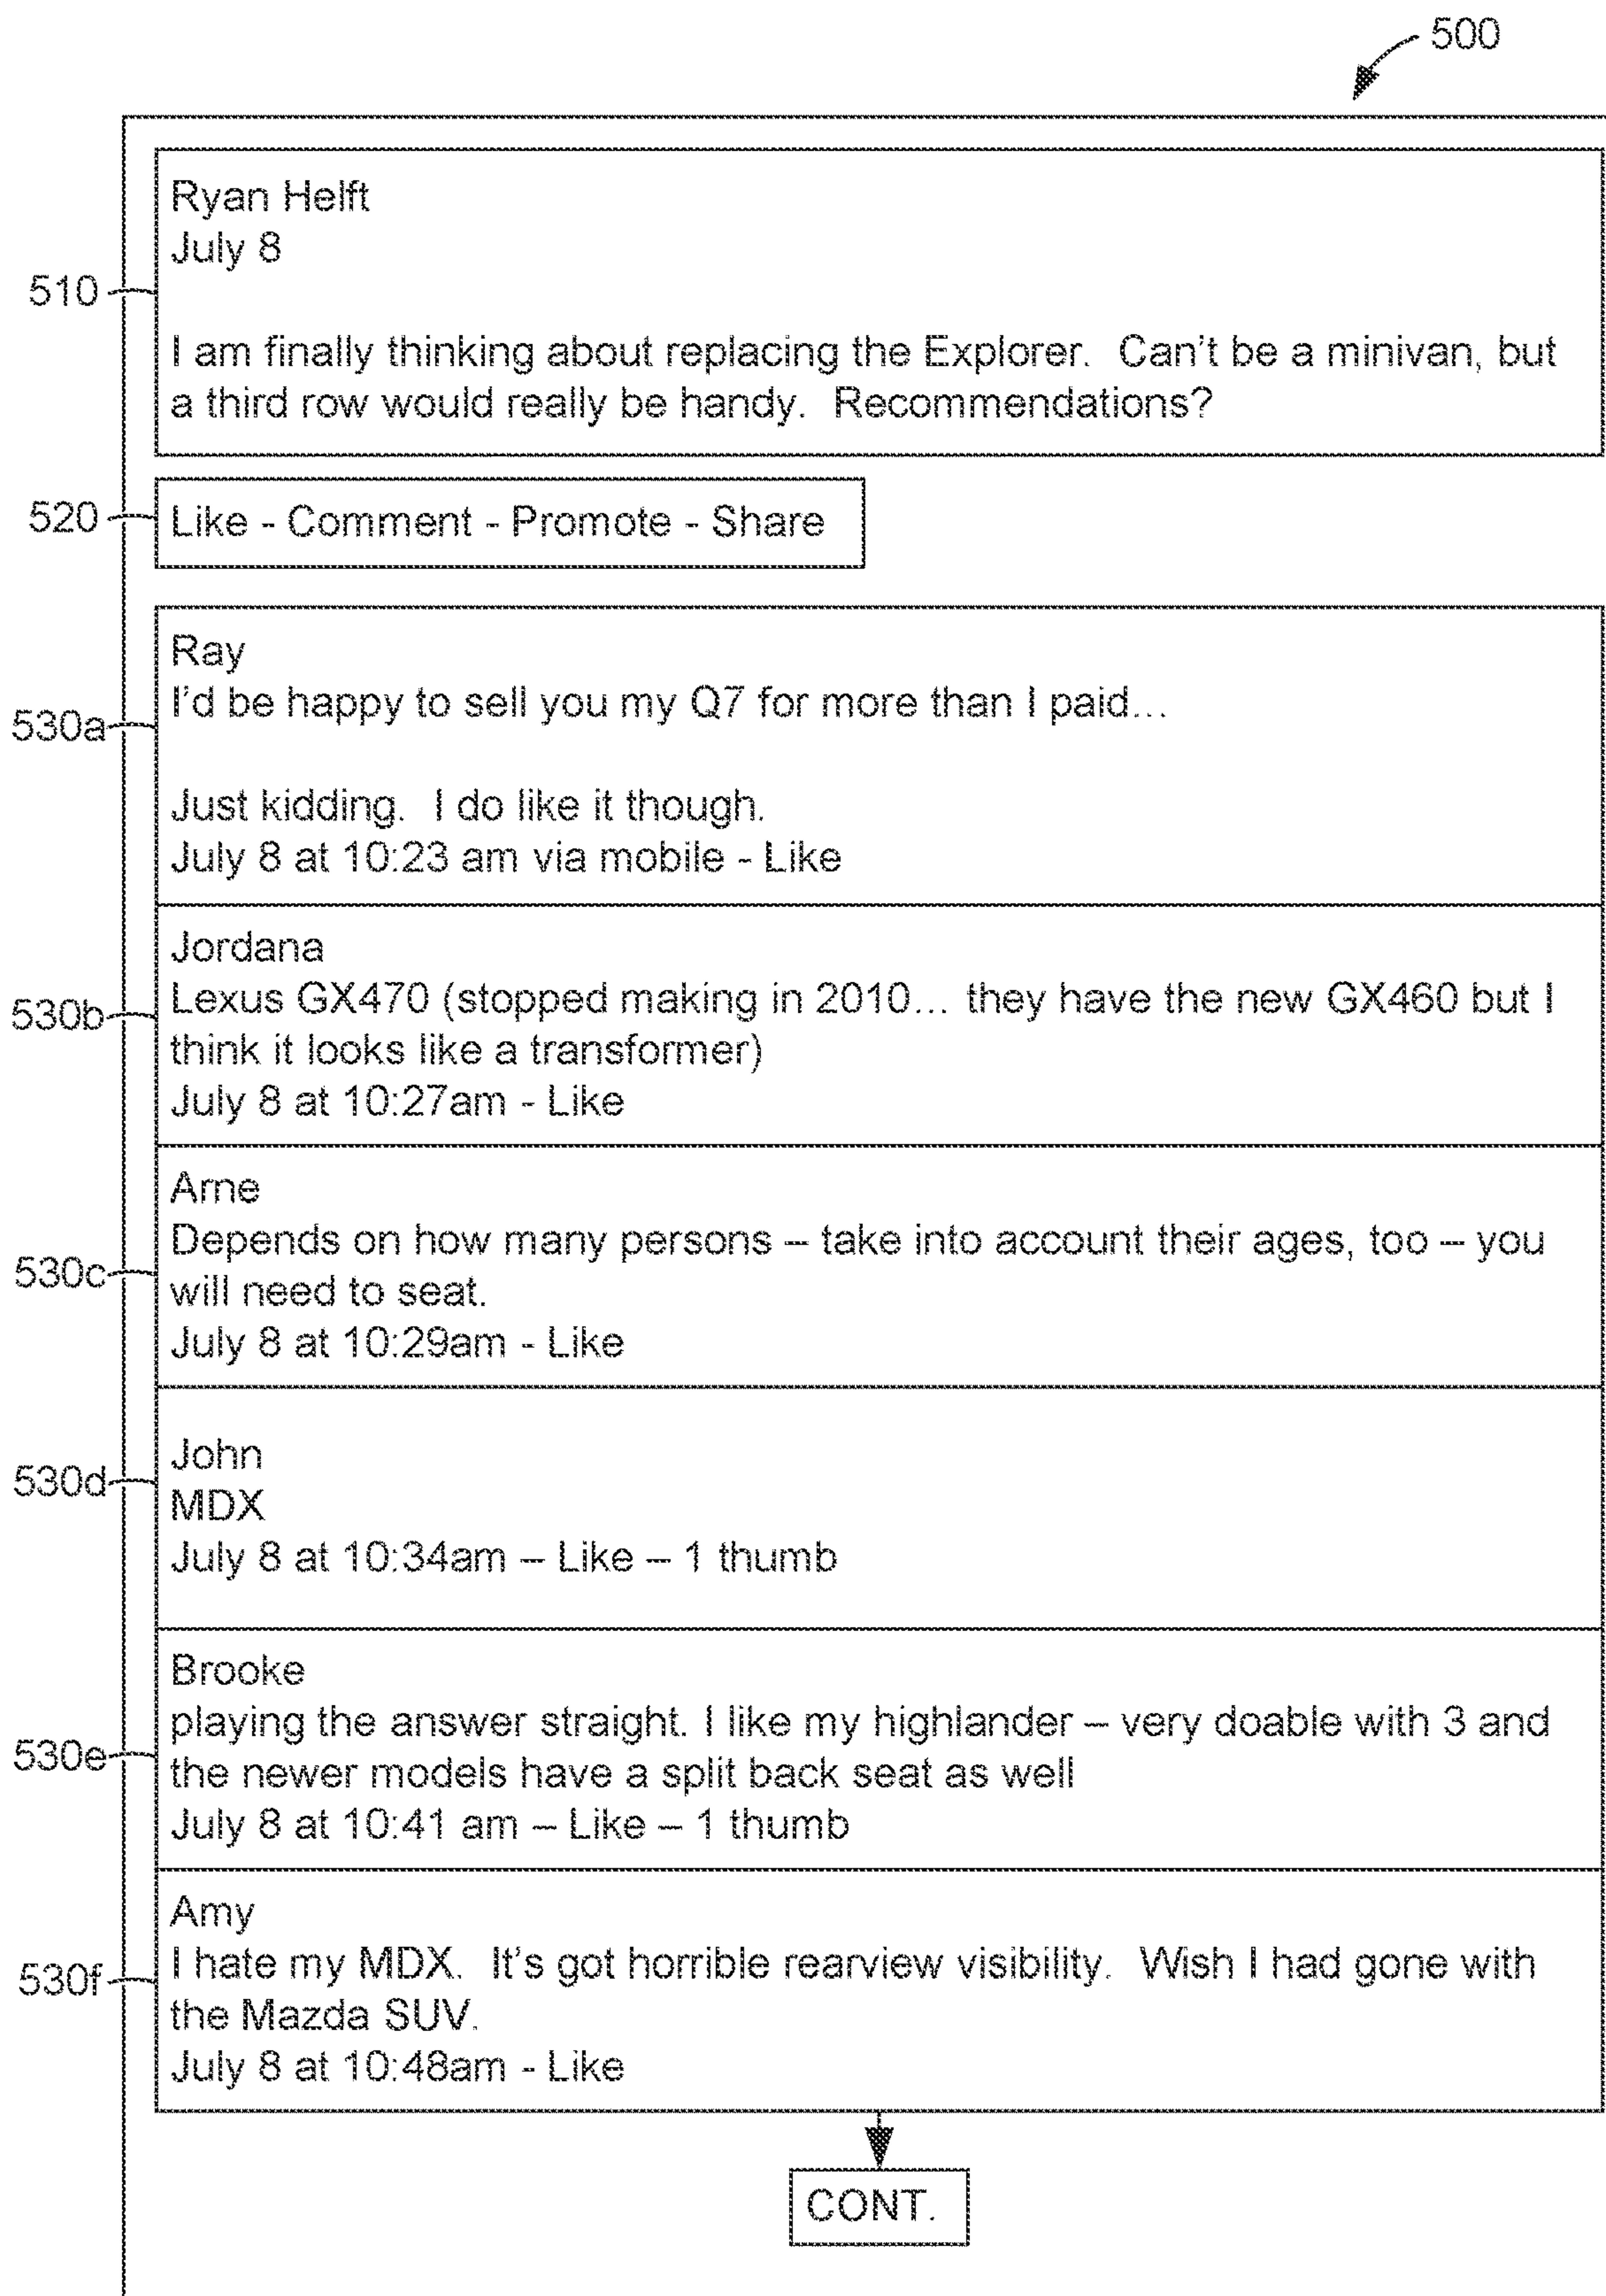 500
510
Ryan Helft
July 8
I am finally thinking about replacing the Explorer. Can't be a minivan, but
a third row would really be handy. Recommendations?
520
Like - Comment - Promote - Share
530a
Ray
I'd be happy to sell you my Q7 for more than I paid...
Just kidding. I do like it though.
July 8 at 10:23 am via mobile - Like
530b
Jordana
Lexus GX470 (stopped making in 2010... they have the new GX460 but I
think it looks like a transformer)
July 8 at 10:27am - Like
530c
Arne
Depends on how many persons – take into account their ages, too – you
will need to seat.
July 8 at 10:29am - Like
530d
John
MDX
July 8 at 10:34am – Like – 1 thumb
530e
Brooke
playing the answer straight. I like my highlander – very doable with 3 and
the newer models have a split back seat as well
July 8 at 10:41 am – Like – 1 thumb
530f
Amy
I hate my MDX. It's got horrible rearview visibility. Wish I had gone with
the Mazda SUV.
July 8 at 10:48am - Like
CONT.